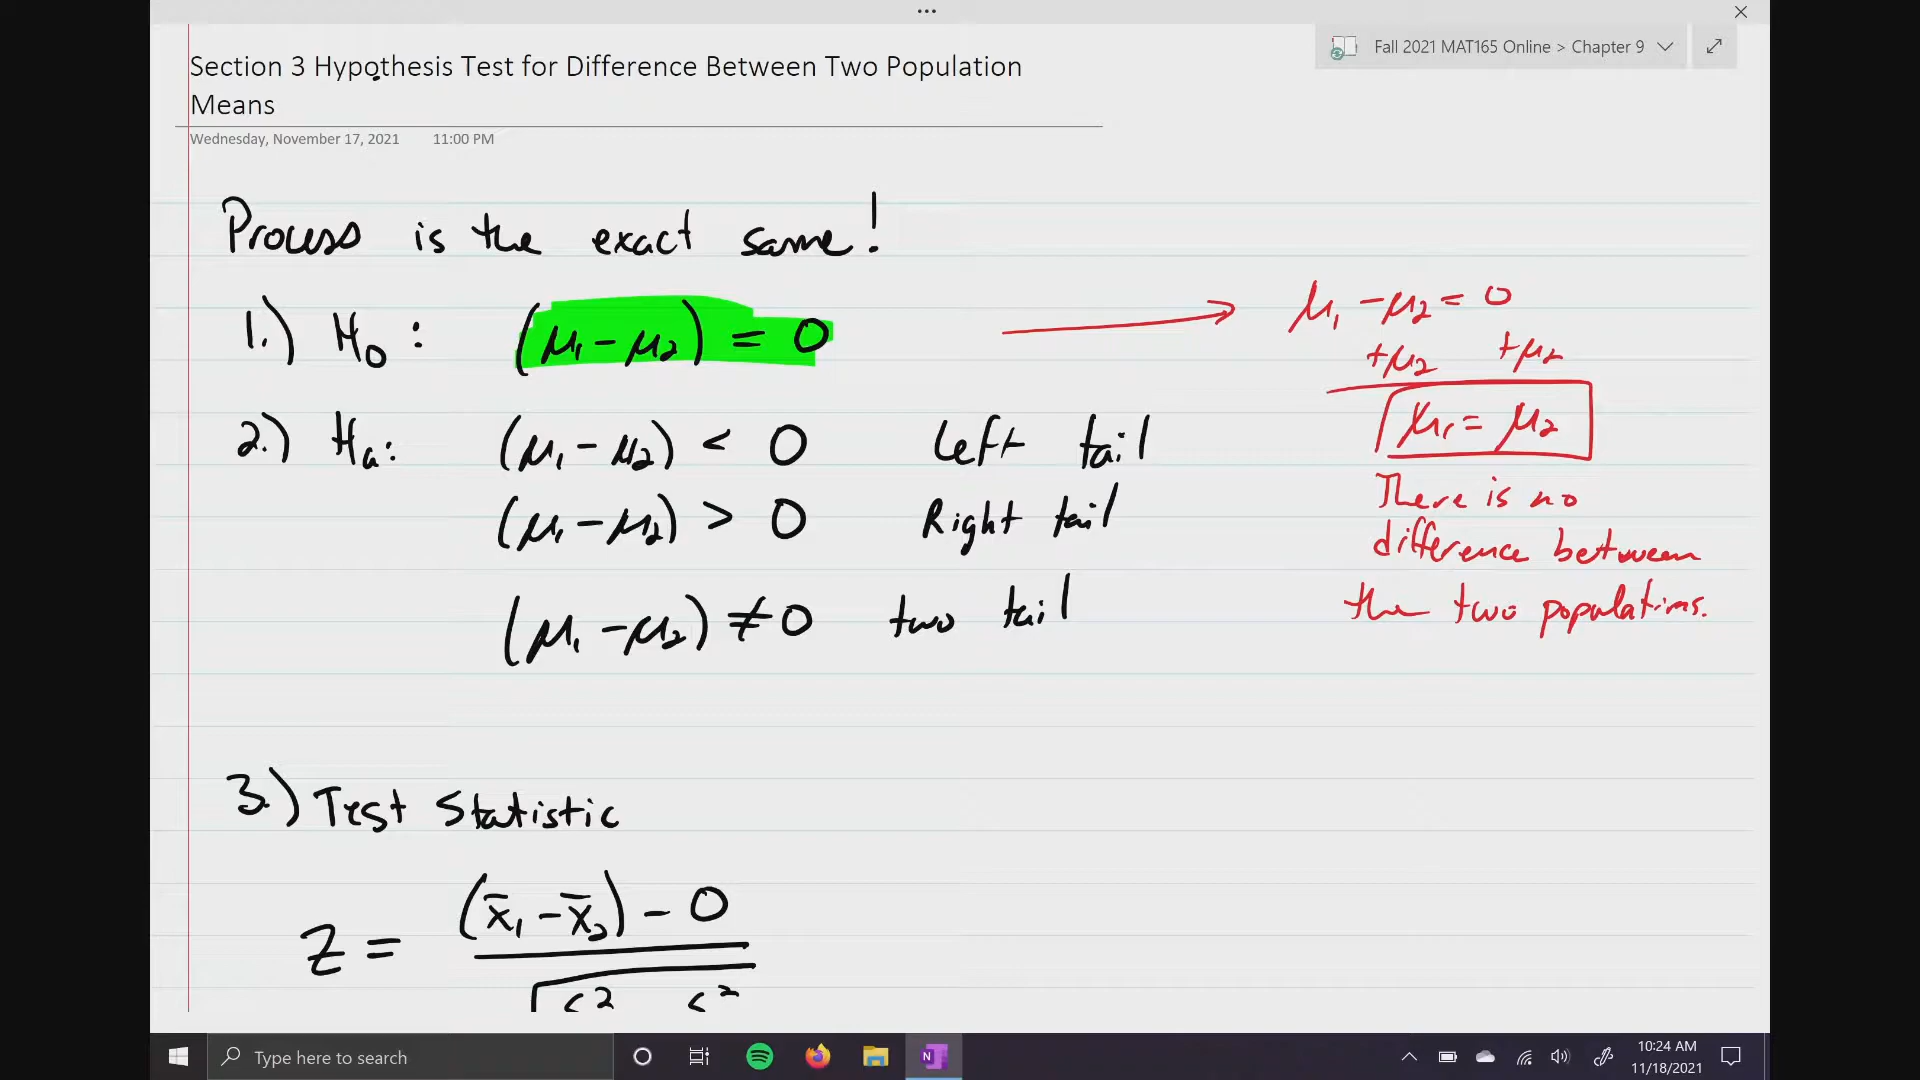 Fall 2021 MAT165 Online > Chapter 9
Section 3 Hypothesis Test for Difference Between Two Population
Means
Wednesday, November 17, 2021 11:00 PM
Process is the exact same!
1.) H₀ : (μ₁ - μ₂) = 0
μ₁ - μ₂ = 0
+μ₂ +μ₂
μ₁ = μ₂
There is no
difference between
the two populations.
2.) Hₐ: (μ₁ - μ₂) < 0 Left tail
(μ₁ - μ₂) > 0 Right tail
(μ₁ - μ₂) ≠ 0 two tail
3.) Test Statistic
(x̄₁ - x̄₂) - 0
Z =
Type here to search
10:24 AM
11/18/2021